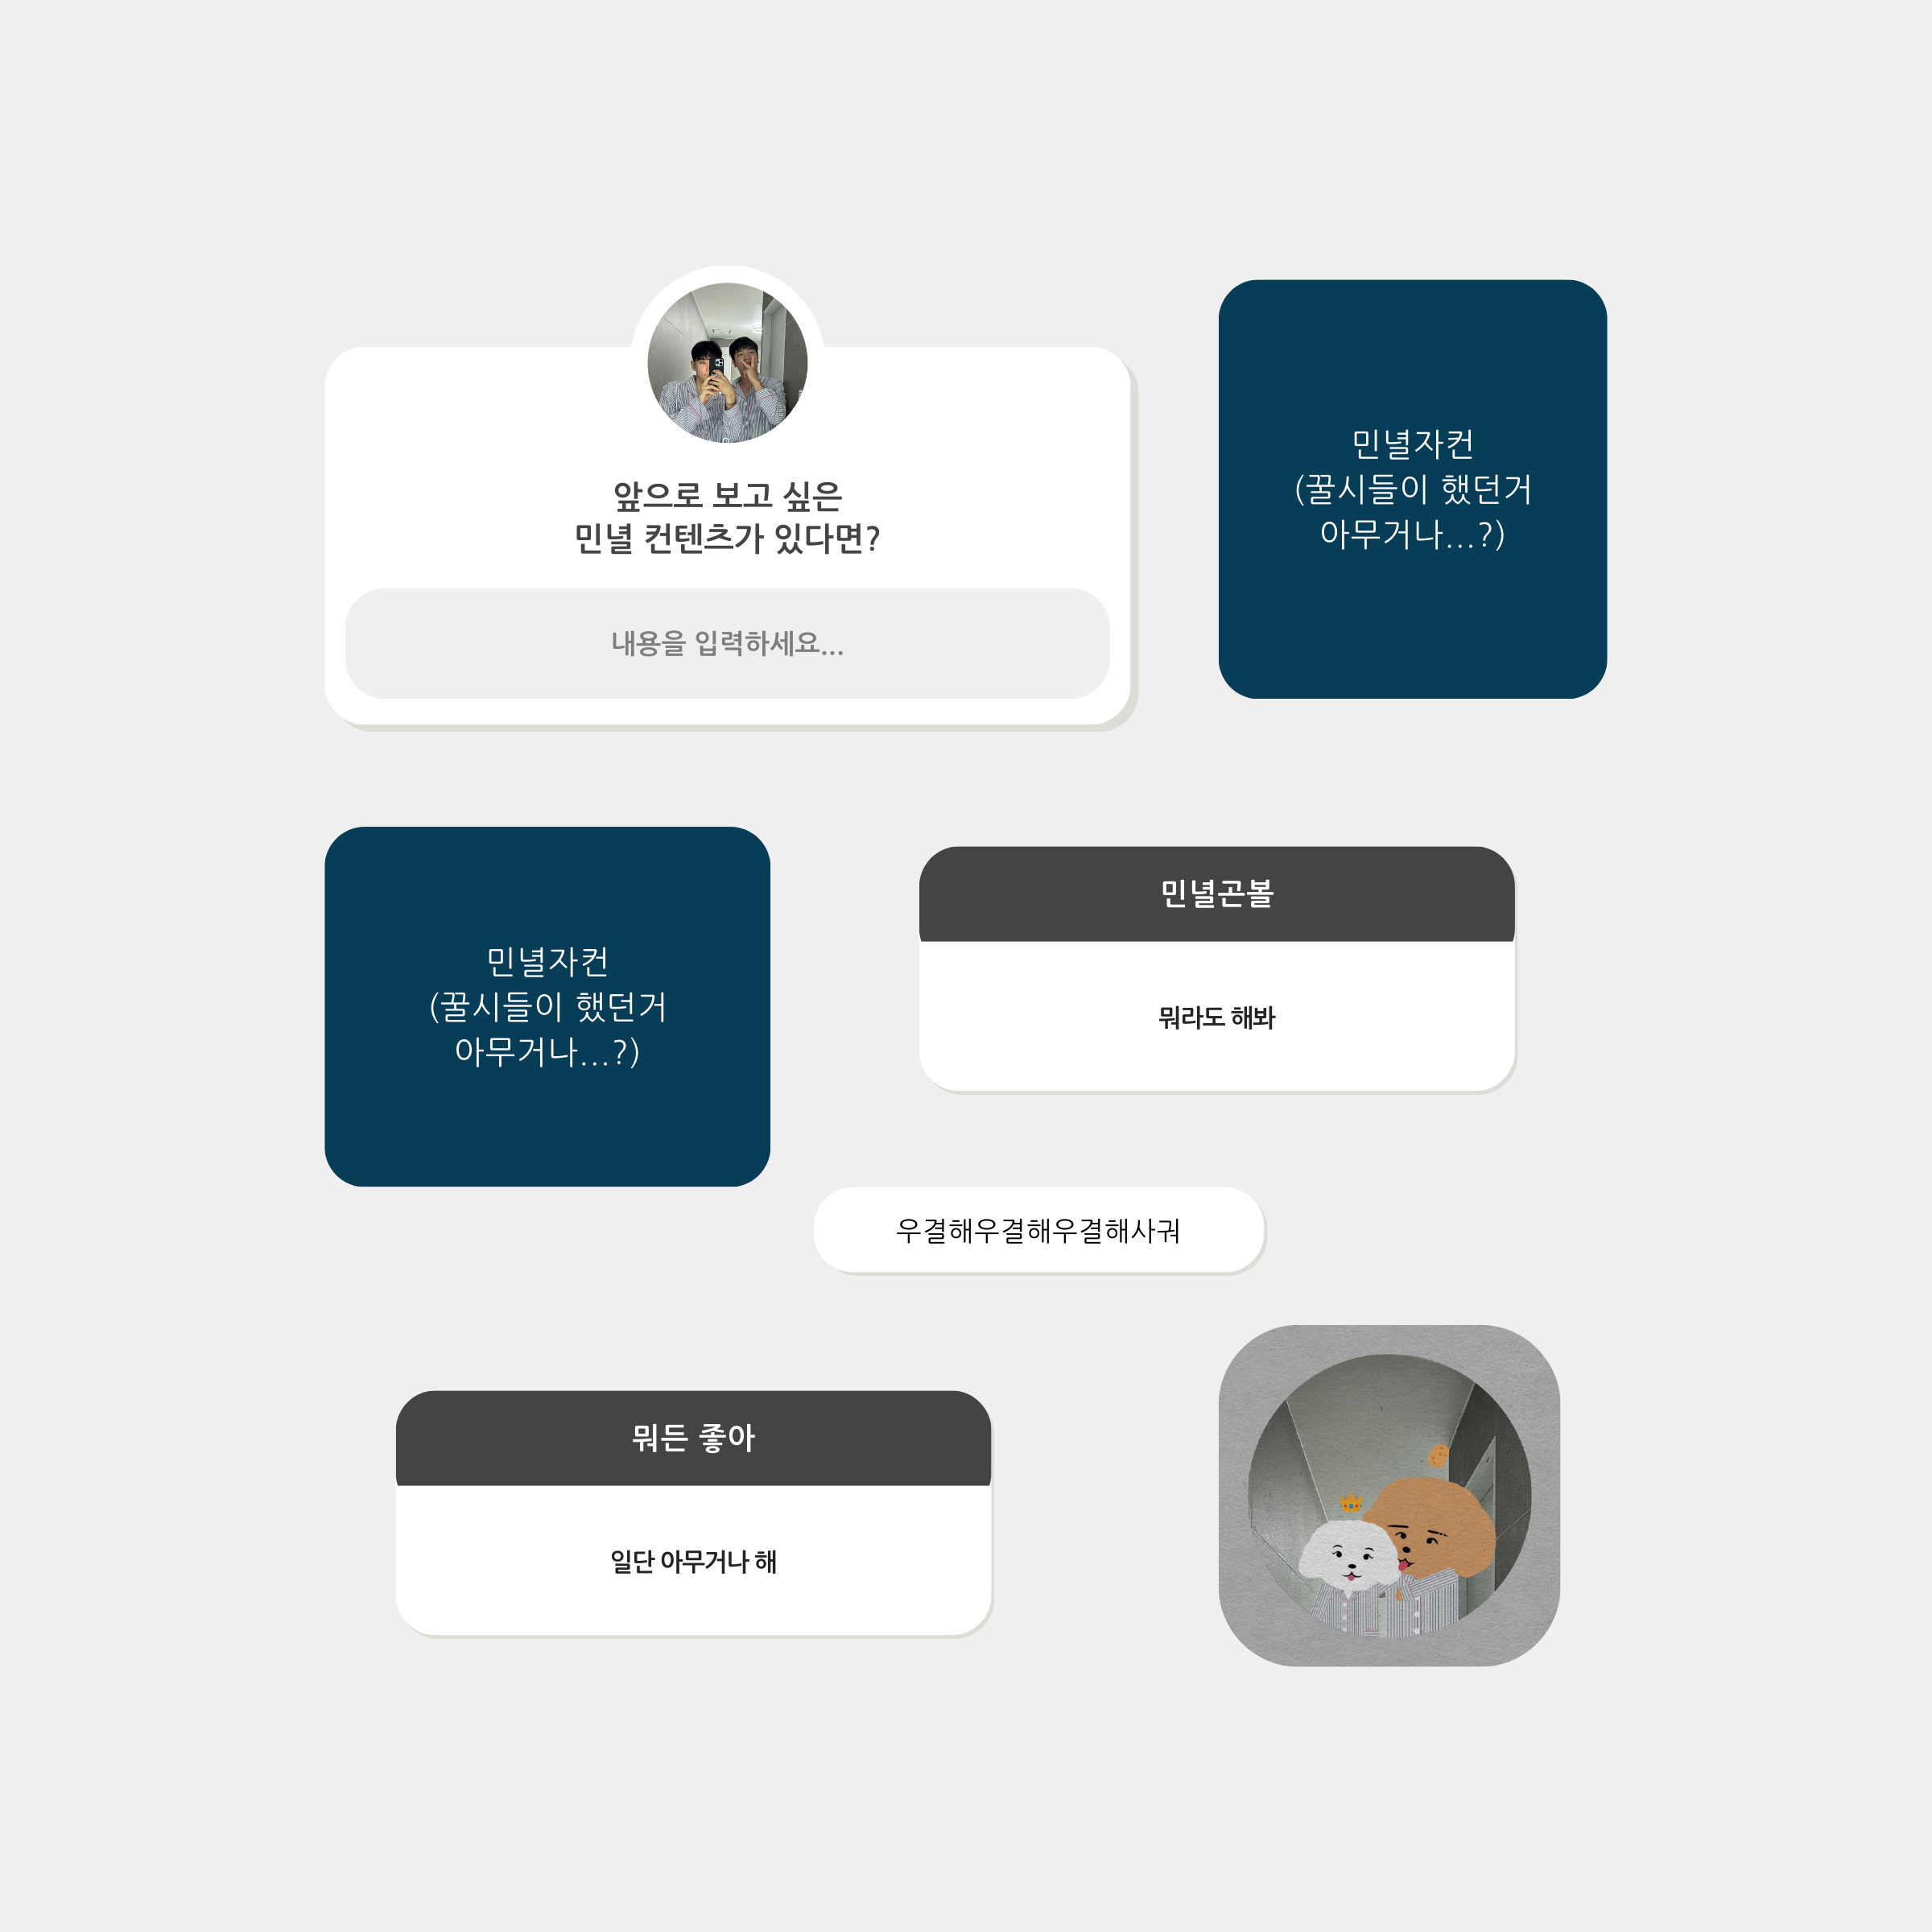 앞으로 보고 싶은
민녈 컨텐츠가 있다면?
내용을 입력하세요...
민녈자컨
(꿀시들이 했던거
아무거나...?)
민녈자컨
(꿀시들이 했던거
아무거나...?)
민녈곤볼
뭐라도 해봐
우결해우결해우결해사궈
뭐든 좋아
일단 아무거나 해